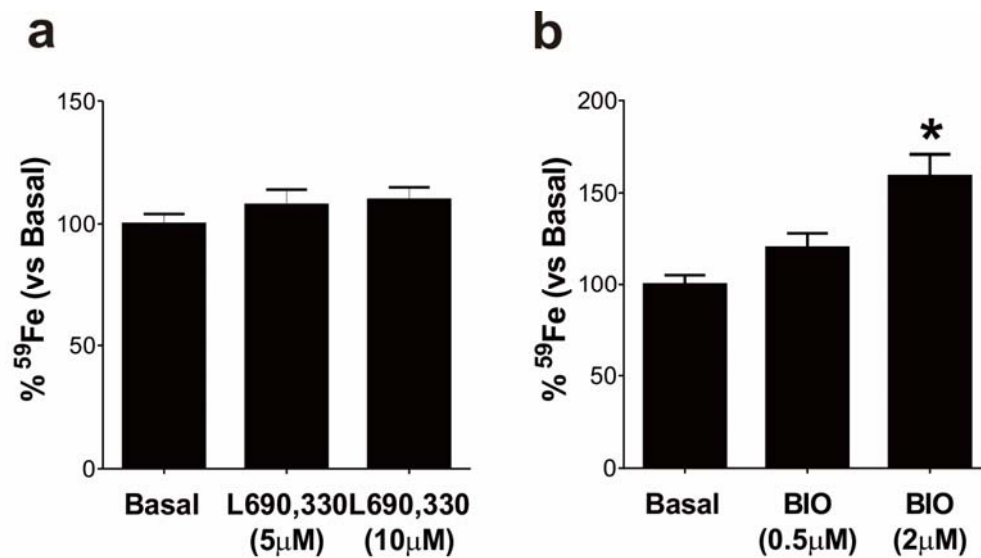 a
150
100
50
0
% ⁵⁹Fe (vs Basal)
Basal
L690,330
(5μM)
L690,330
(10μM)
b
200
150
100
50
0
% ⁵⁹Fe (vs Basal)
*
Basal
BIO
(0.5μM)
BIO
(2μM)